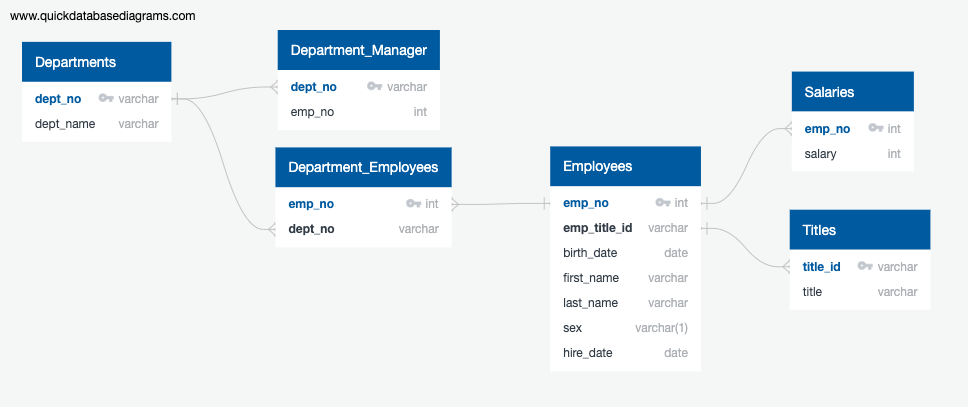 www.quickdatabasediagrams.com
Departments
dept_no varchar
dept_name varchar
Department_Manager
dept_no varchar
emp_no int
Department_Employees
emp_no int
dept_no varchar
Employees
emp_no int
emp_title_id varchar
birth_date date
first_name varchar
last_name varchar
sex varchar(1)
hire_date date
Salaries
emp_no int
salary int
Titles
title_id varchar
title varchar